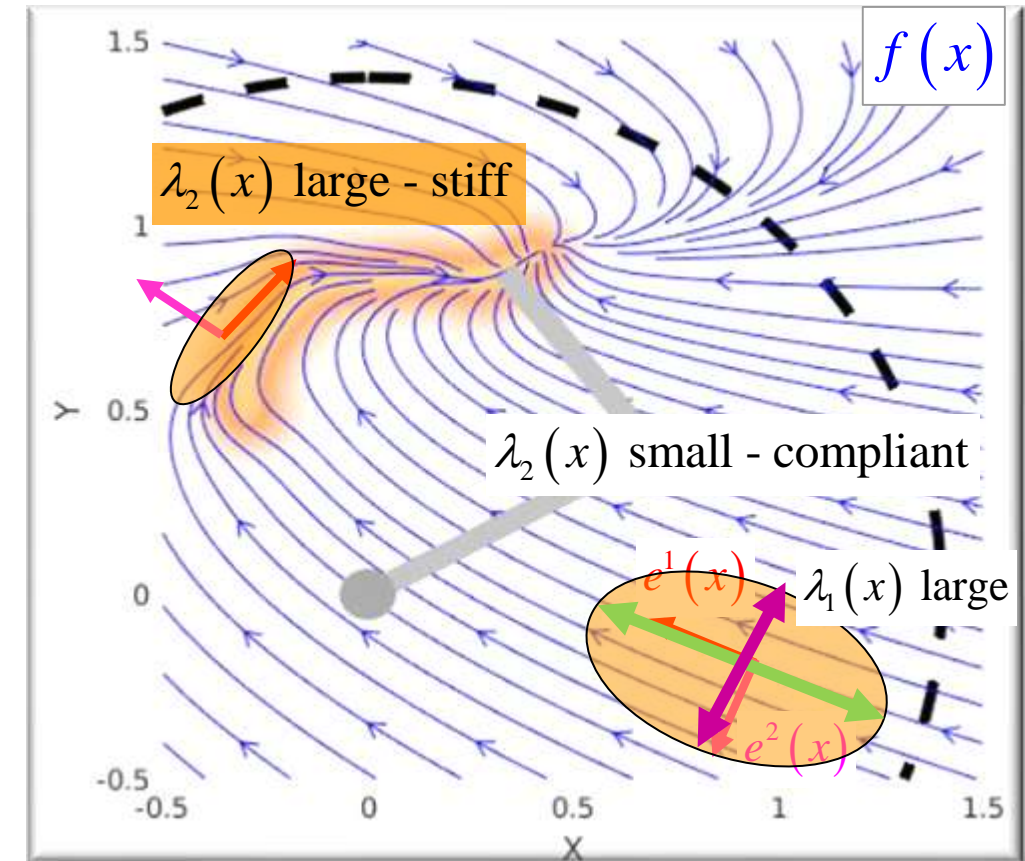 f(x)
1.5
λ₂(x) large - stiff
1
Y
0.5
λ₂(x) small - compliant
0
e¹(x)
λ₁(x) large
e²(x)
-0.5
-0.5 0 0.5 1 1.5
X